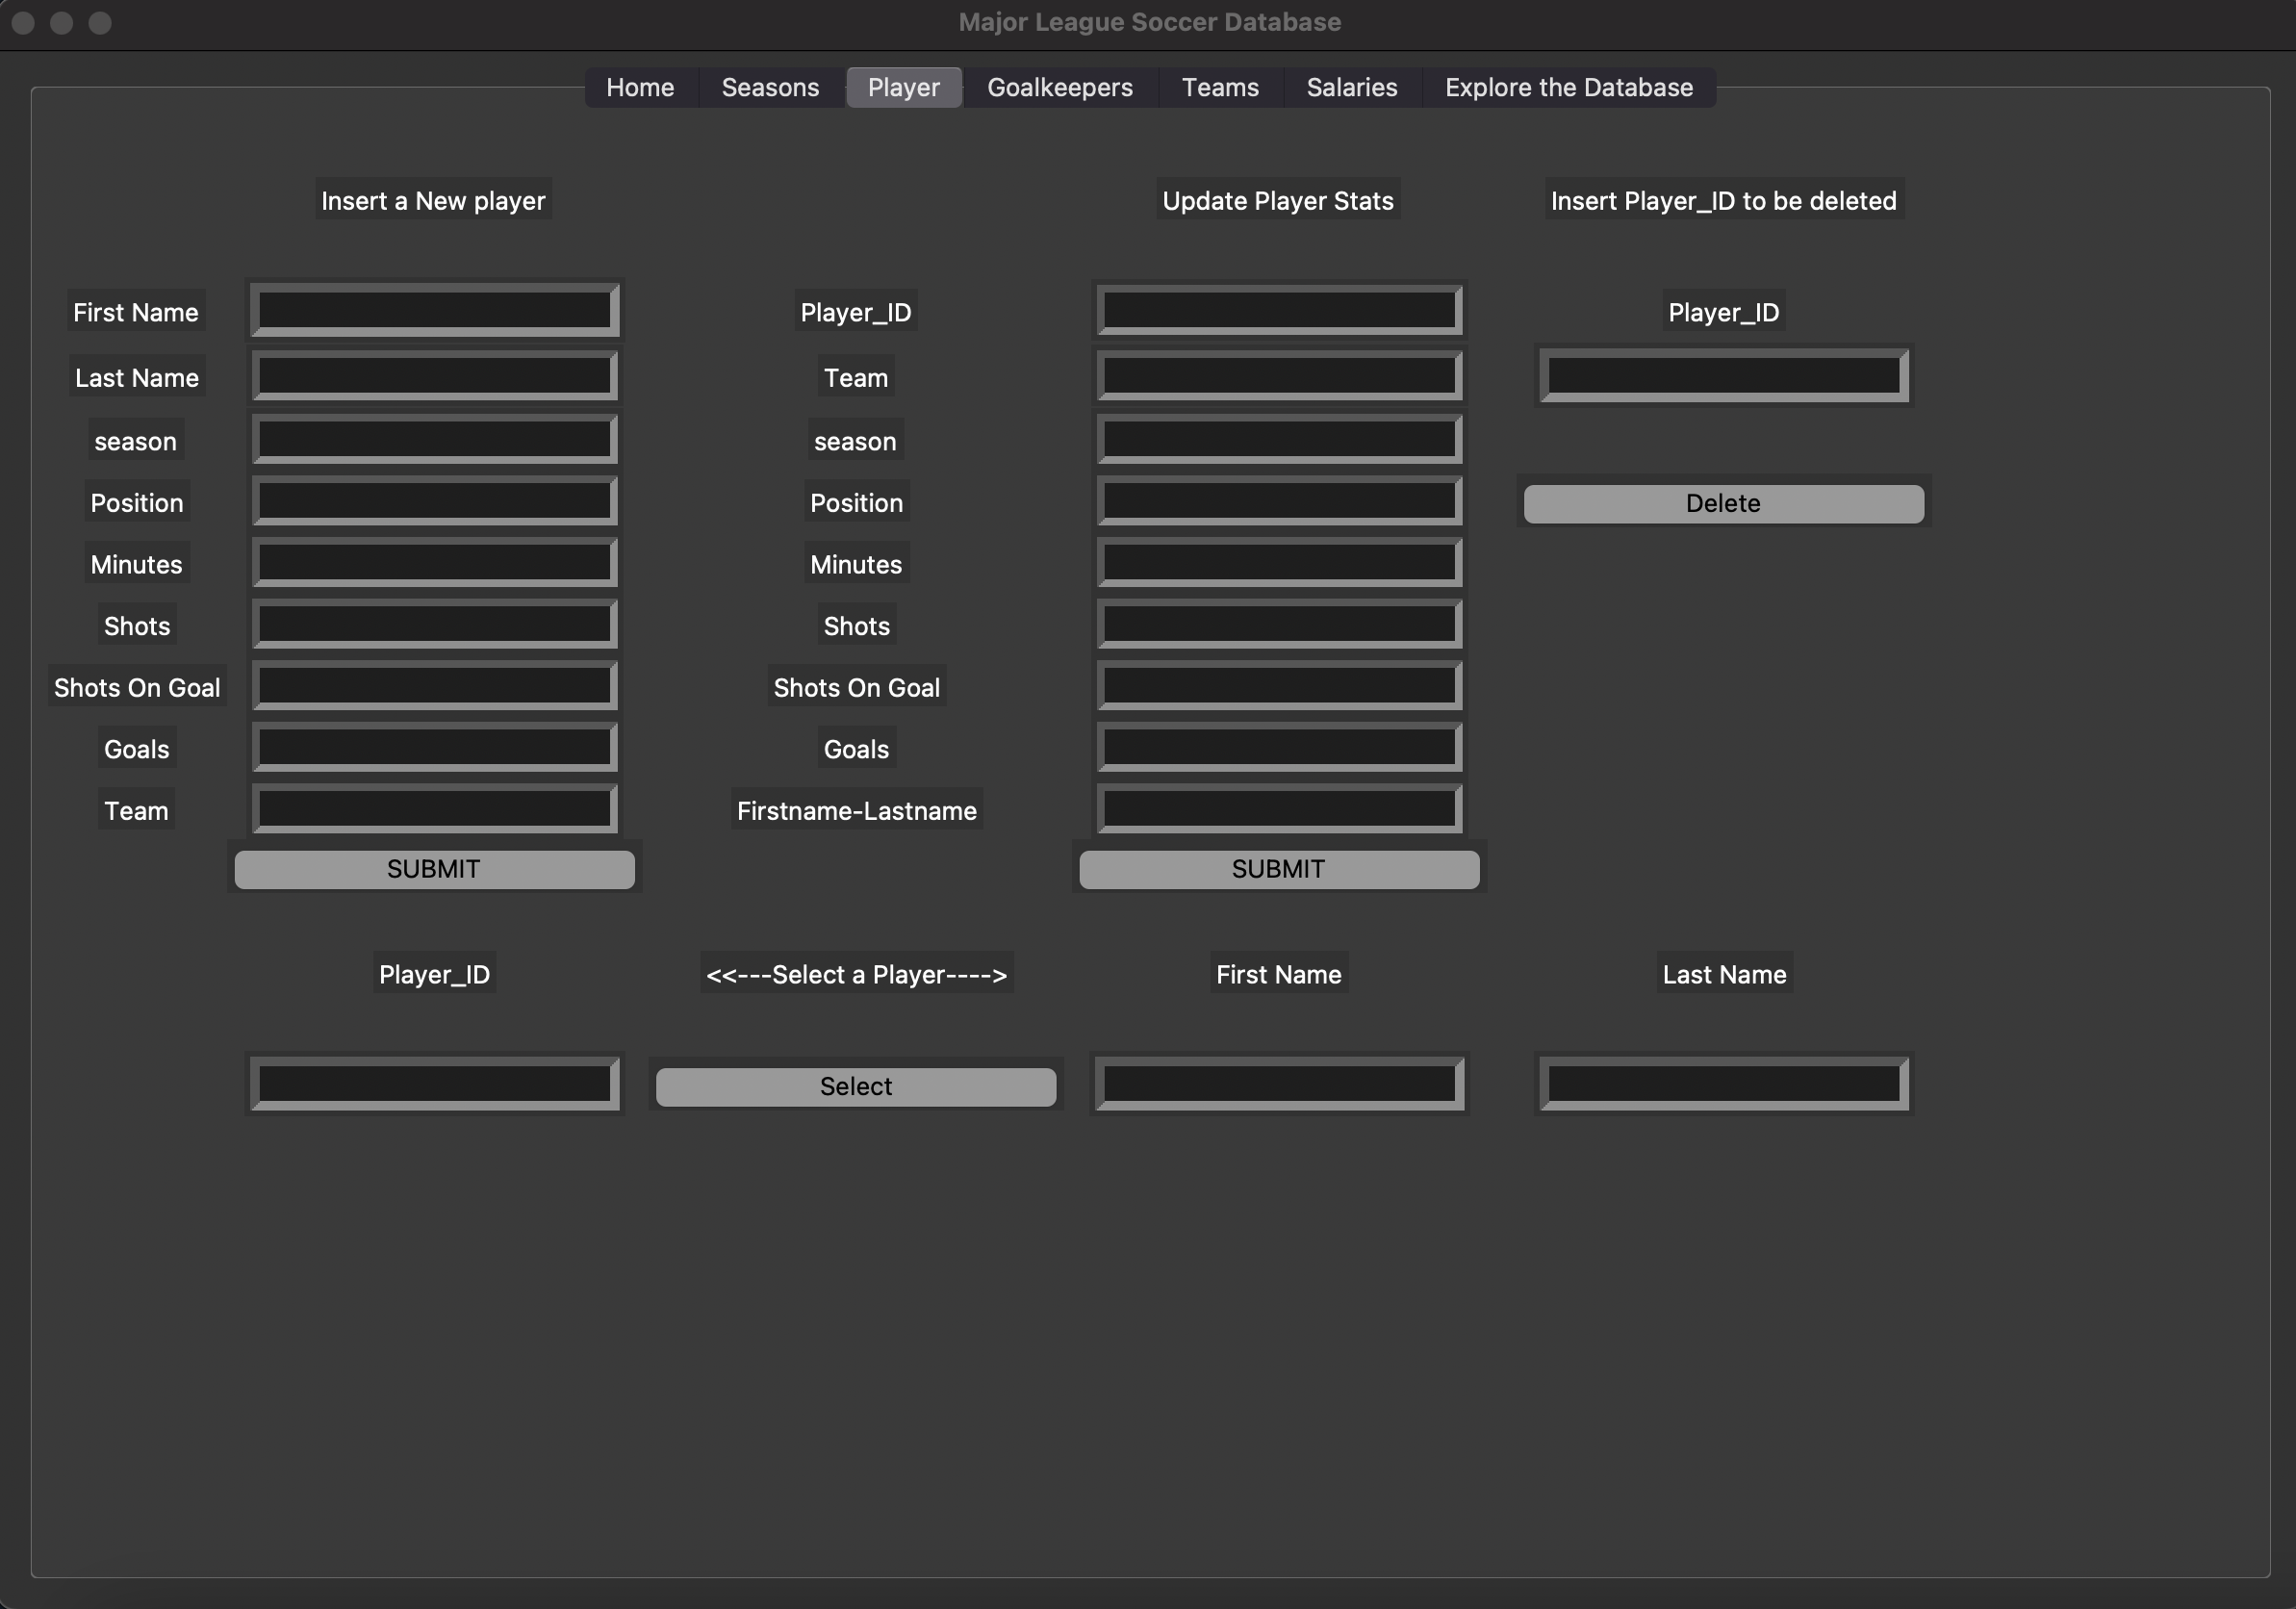 Major League Soccer Database
Home Seasons Player Goalkeepers Teams Salaries Explore the Database
Insert a New player Update Player Stats Insert Player_ID to be deleted
First Name Player_ID Player_ID
Last Name Team
season season
Position Position Delete
Minutes Minutes
Shots Shots
Shots On Goal Shots On Goal
Goals Goals
Team Firstname-Lastname
SUBMIT SUBMIT
Player_ID <<---Select a Player----> First Name Last Name
Select